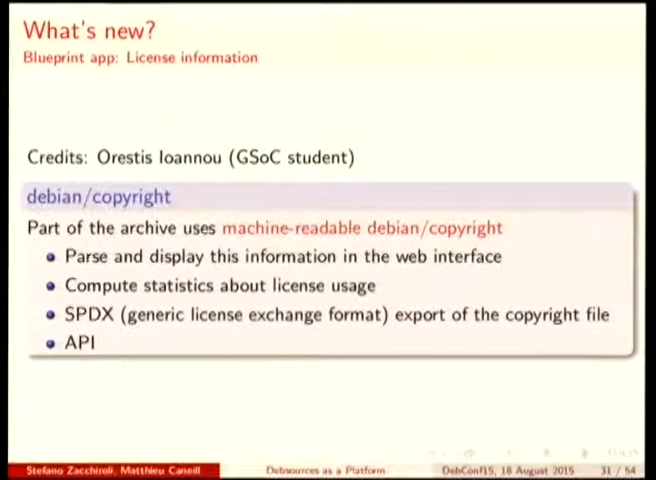 What's new?
Blueprint app: License information
Credits: Orestis Ioannou (GSoC student)
debian/copyright
Part of the archive uses machine-readable debian/copyright
Parse and display this information in the web interface
Compute statistics about license usage
SPDX (generic license exchange format) export of the copyright file
API
Stefano Zacchiroli, Matthieu Caneill Debsources as a Platform DebConf15, 18 August 2015 31 / 54